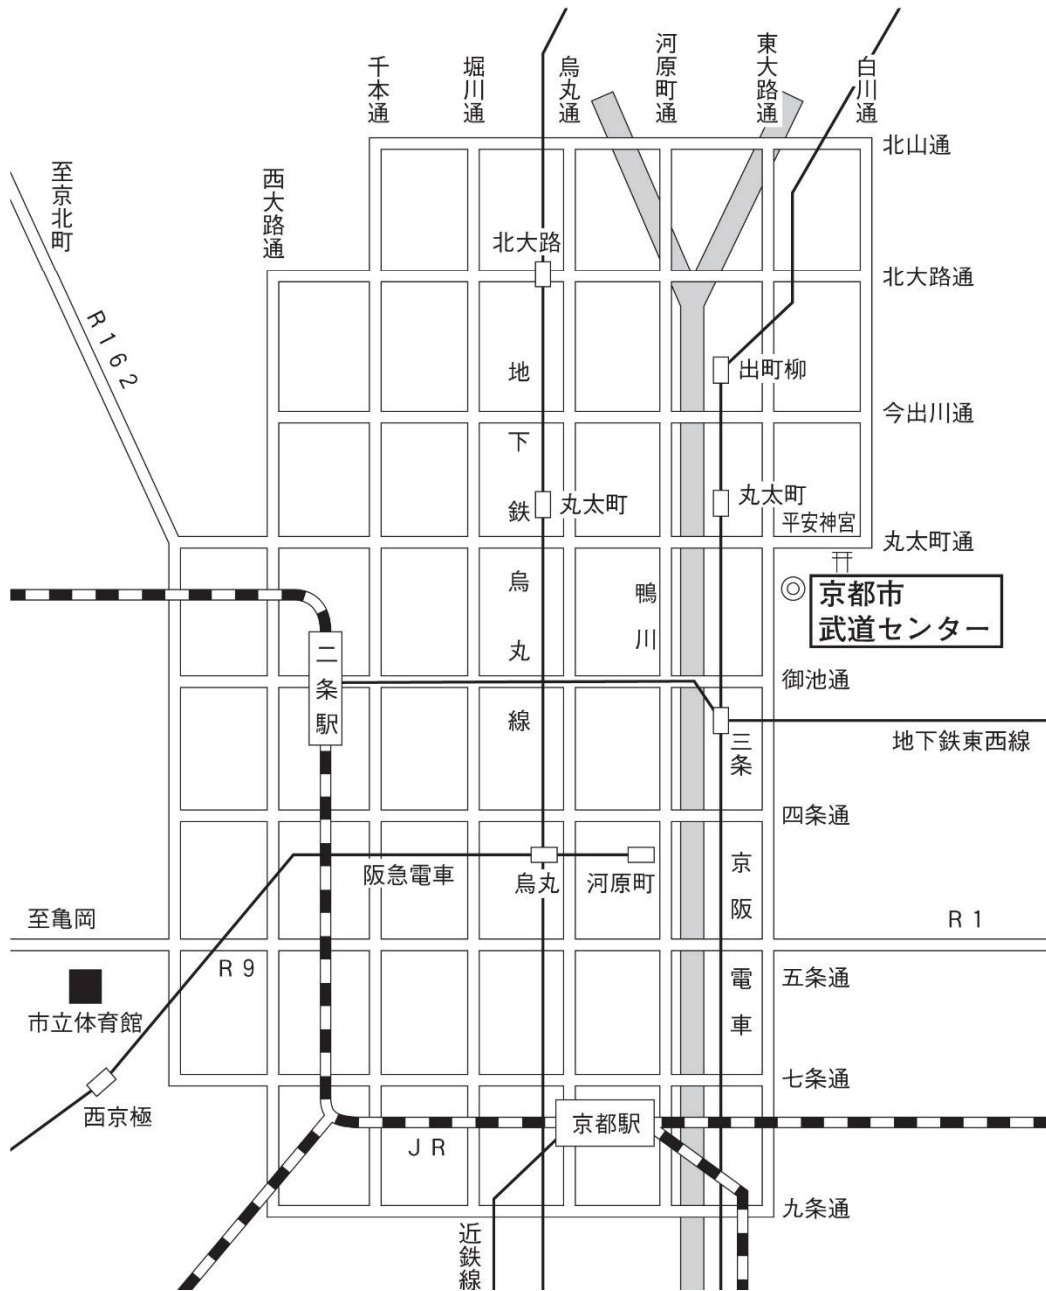 千本通
堀川通
烏丸通
河原町通
東大路通
白川通
北山通
至京北町
西大路通
北大路
北大路通
R162
地下鉄烏丸線
出町柳
今出川通
丸太町
丸太町
平安神宮
丸太町通
鴨川
京都市
武道センター
二条駅
御池通
三条
地下鉄東西線
四条通
阪急電車
烏丸
河原町
京阪電車
至亀岡
R1
R9
五条通
市立体育館
七条通
西京極
京都駅
JR
九条通
近鉄線